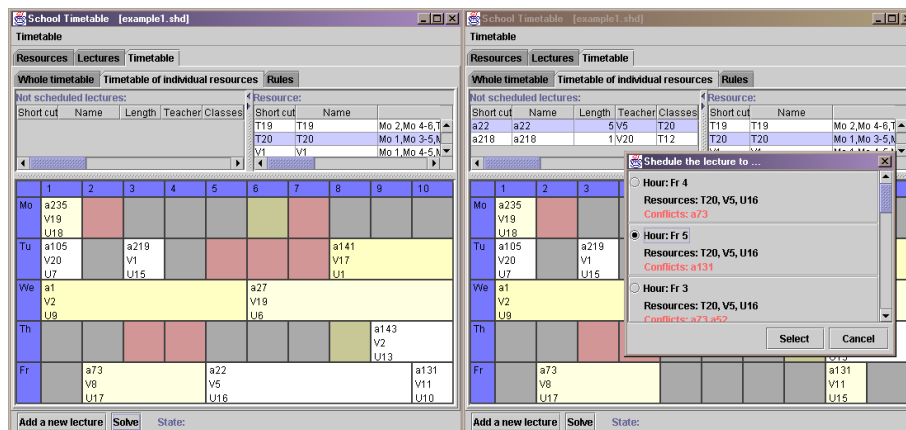 School Timetable [example1.shd]
Timetable
Resources Lectures Timetable
Whole timetable Timetable of individual resources Rules
Not scheduled lectures:
Short cut Name Length Teacher Classes
Resource:
Short cut Name
T19 T19 Mo 2,Mo 4-6,T
T20 T20 Mo 1,Mo 3-5,M
V1 V1 Mo 1,Mo 4-5,M
1 2 3 4 5 6 7 8 9 10
Mo a235
V19
U18
Tu a105 a219 a141
V20 V1 V17
U7 U15 U1
We a1 a27
V2 V19
U9 U6
Th a143
V2
U13
Fr a73 a22 a131
V8 V5 V11
U17 U16 U10
Add a new lecture Solve State:
School Timetable [example1.shd]
Timetable
Resources Lectures Timetable
Whole timetable Timetable of individual resources Rules
Not scheduled lectures:
Short cut Name Length Teacher Classes
a22 a22 5 V5 T20
a218 a218 1 V20 T12
Resource:
Short cut Name
T19 T19 Mo 2,Mo 4-6,T
T20 T20 Mo 1,Mo 3-5,M
1 2 3
Mo a235
V19
U18
Tu a105 a219
V20 V1
U7 U15
We a1
V2
U9
Th
U13
Fr a73 a131
V8 V11
U17 U15
Add a new lecture Solve State:
Shedule the lecture to ...
Hour: Fr 4
Resources: T20, V5, U16
Conflicts: a73
Hour: Fr 5
Resources: T20, V5, U16
Conflicts: a131
Hour: Fr 3
Resources: T20, V5, U16
Conflicts: a73,a52
Select Cancel